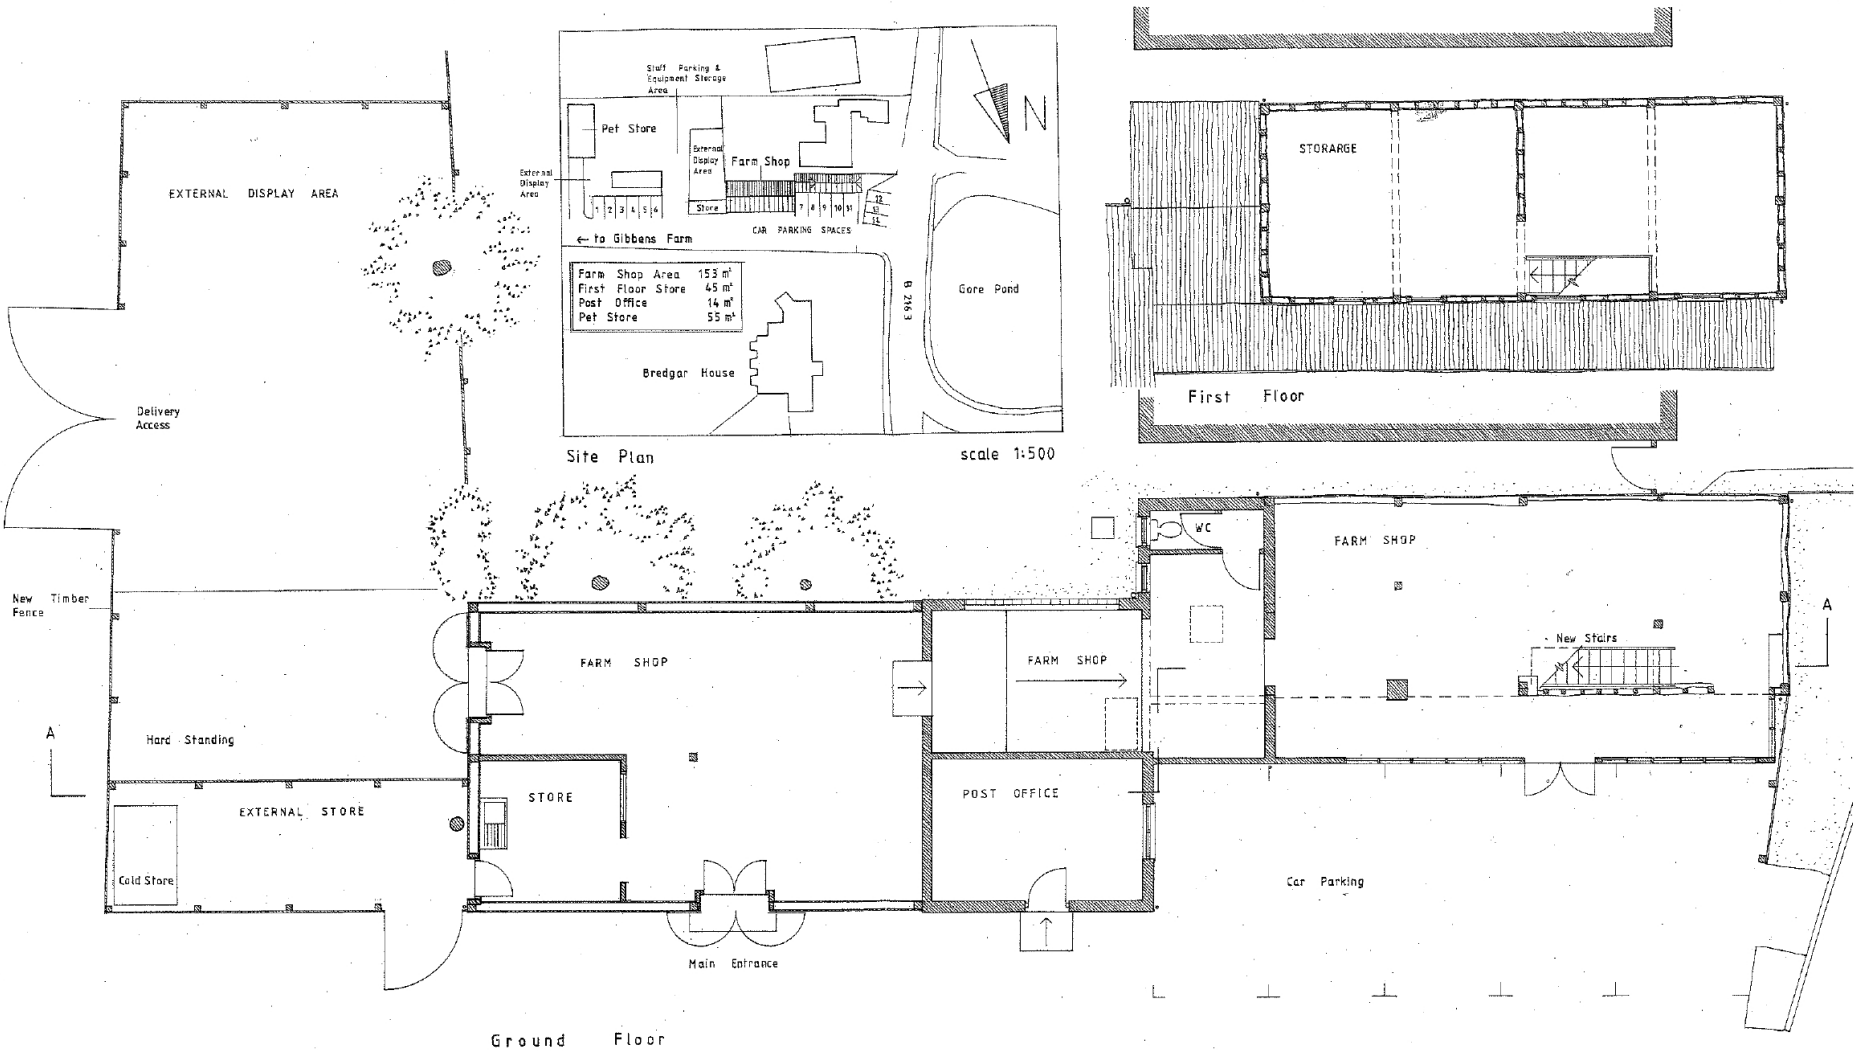 Staff Parking &
Equipment Storage
Area
Pet Store
External
Display
Area
Farm Shop
External
Display
Area
Store
1 2 3 4 5 6
7 8 9 10 11
12
13
14
CAR PARKING SPACES
← to Gibbens Farm
Farm Shop Area 153 m²
First Floor Store 45 m²
Post Office 14 m²
Pet Store 55 m²
B 2163
Gore Pond
Bredgar House
N
Site Plan
scale 1:500
STORARGE
First Floor
EXTERNAL DISPLAY AREA
Delivery
Access
New Timber
Fence
Hard Standing
A
EXTERNAL STORE
Cold Store
FARM SHOP
STORE
Main Entrance
FARM SHOP
POST OFFICE
WC
FARM SHOP
New Stairs
A
Car Parking
Ground Floor